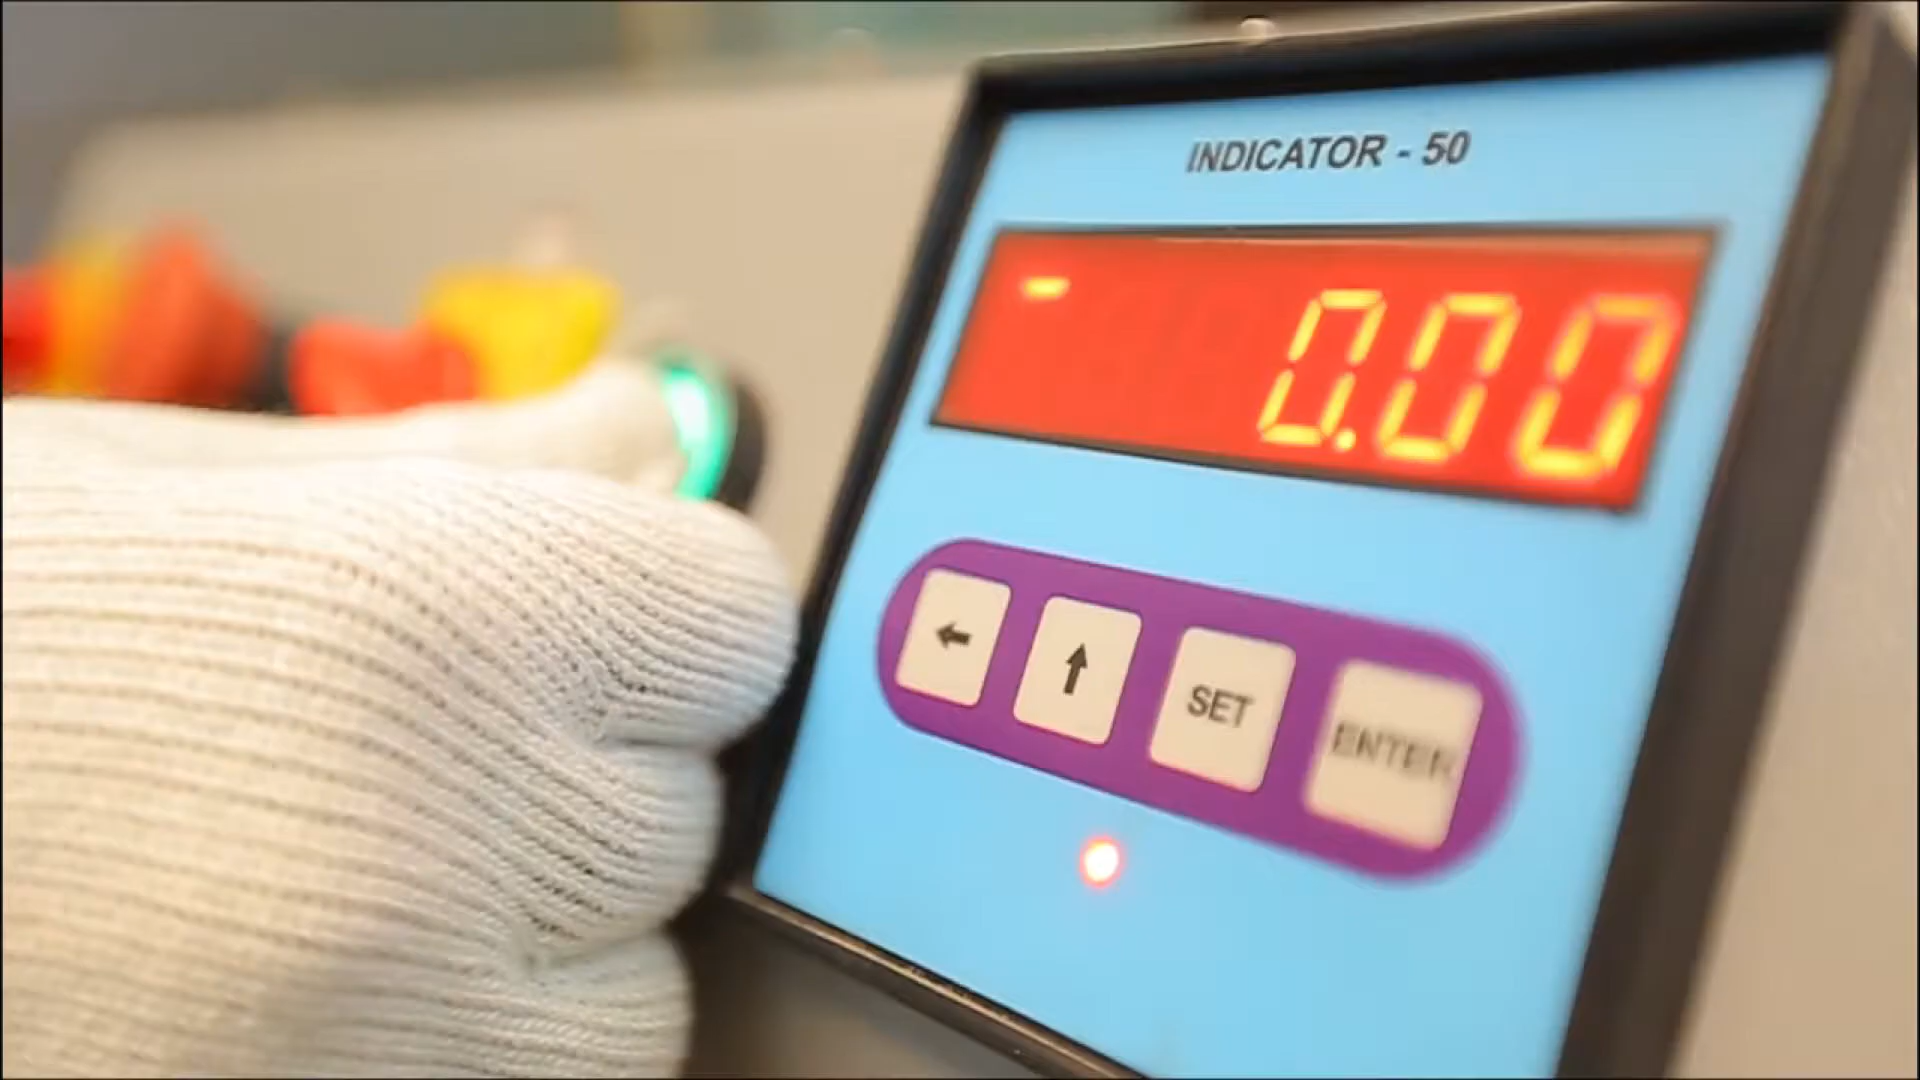 INDICATOR - 50
- 0.00
← ↑ SET ENTER